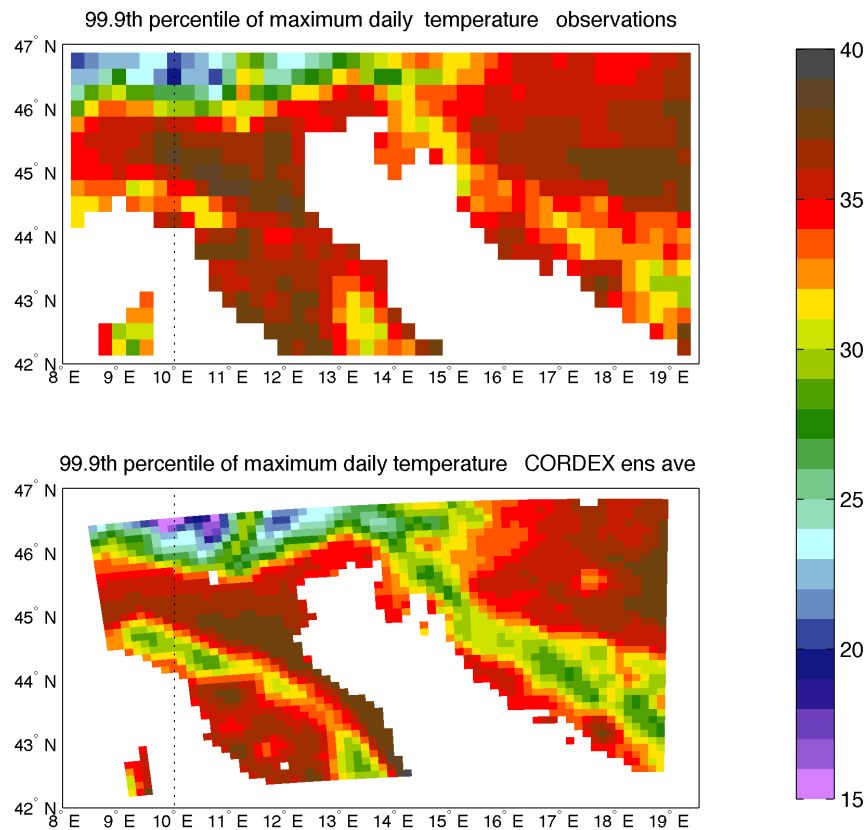 99.9th percentile of maximum daily temperature observations
47° N
46° N
45° N
44° N
43° N
42° N
8° E 9° E 10° E 11° E 12° E 13° E 14° E 15° E 16° E 17° E 18° E 19° E
40
35
30
25
20
15
99.9th percentile of maximum daily temperature CORDEX ens ave
47° N
46° N
45° N
44° N
43° N
42° N
8° E 9° E 10° E 11° E 12° E 13° E 14° E 15° E 16° E 17° E 18° E 19° E